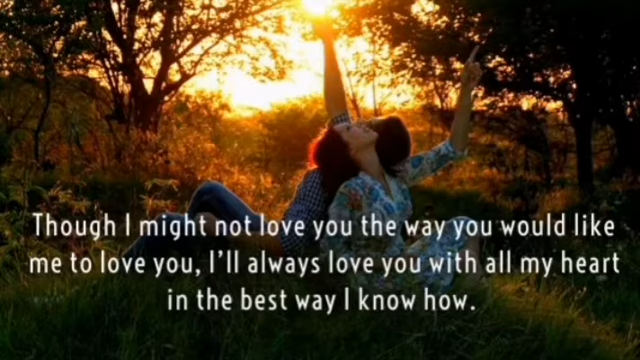 Though I might not love you the way you would like
me to love you, I'll always love you with all my heart
in the best way I know how.